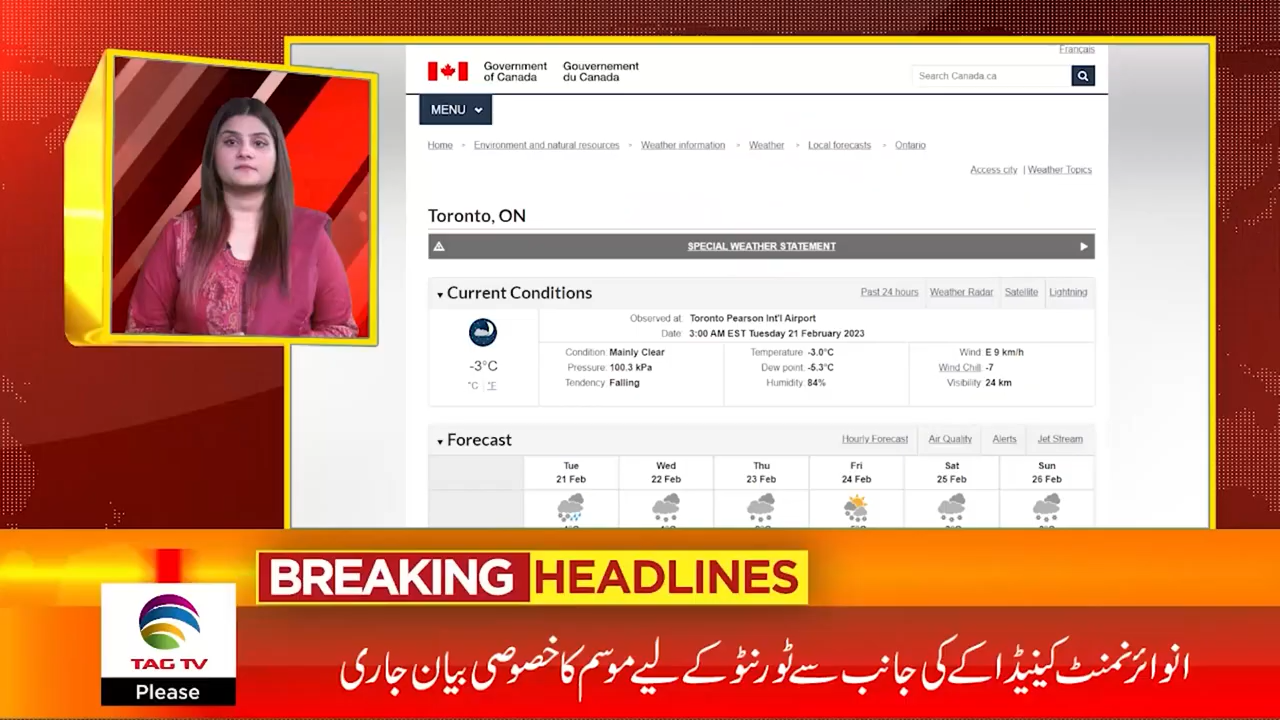 Français
Government of Canada
Gouvernement du Canada
Search Canada.ca
MENU
Home
Environment and natural resources
Weather information
Weather
Local forecasts
Ontario
Access city | Weather Topics
Toronto, ON
SPECIAL WEATHER STATEMENT
Current Conditions
Past 24 hours
Weather Radar
Satellite
Lightning
Observed at: Toronto Pearson Int'l Airport
Date: 3:00 AM EST Tuesday 21 February 2023
-3°C
°C °F
Condition: Mainly Clear
Pressure: 100.3 kPa
Tendency: Falling
Temperature: -3.0°C
Dew point: -5.3°C
Humidity: 84%
Wind: E 9 km/h
Wind Chill: -7
Visibility: 24 km
Forecast
Hourly Forecast
Air Quality
Alerts
Jet Stream
Tue
21 Feb
Wed
22 Feb
Thu
23 Feb
Fri
24 Feb
Sat
25 Feb
Sun
26 Feb
BREAKING HEADLINES
TAG TV
Please
انوائرنمنٹ کینیڈا کے کی جانب سے ٹورنٹو کے لیے موسم کا خصوصی بیان جاری